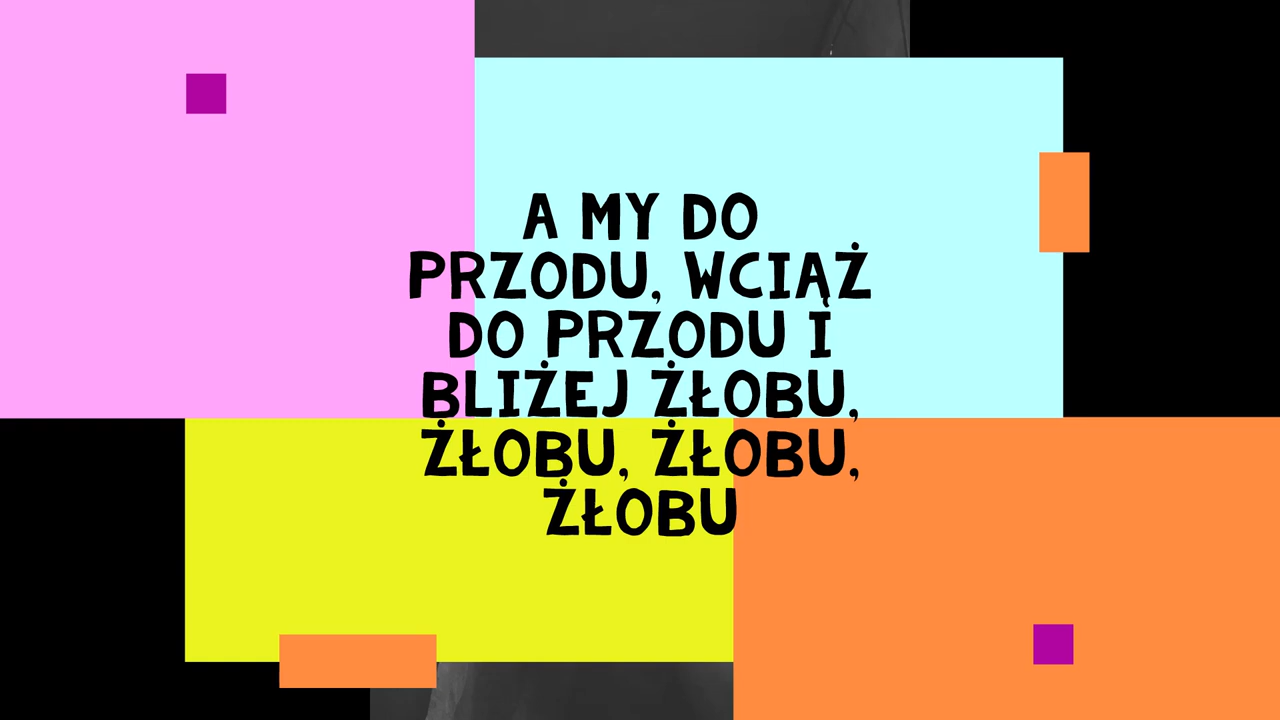 A MY DO
PRZODU, WCIĄŻ
DO PRZODU I
BLIŻEJ ŻŁOBU,
ŻŁOBU, ŻŁOBU,
ŻŁOBU